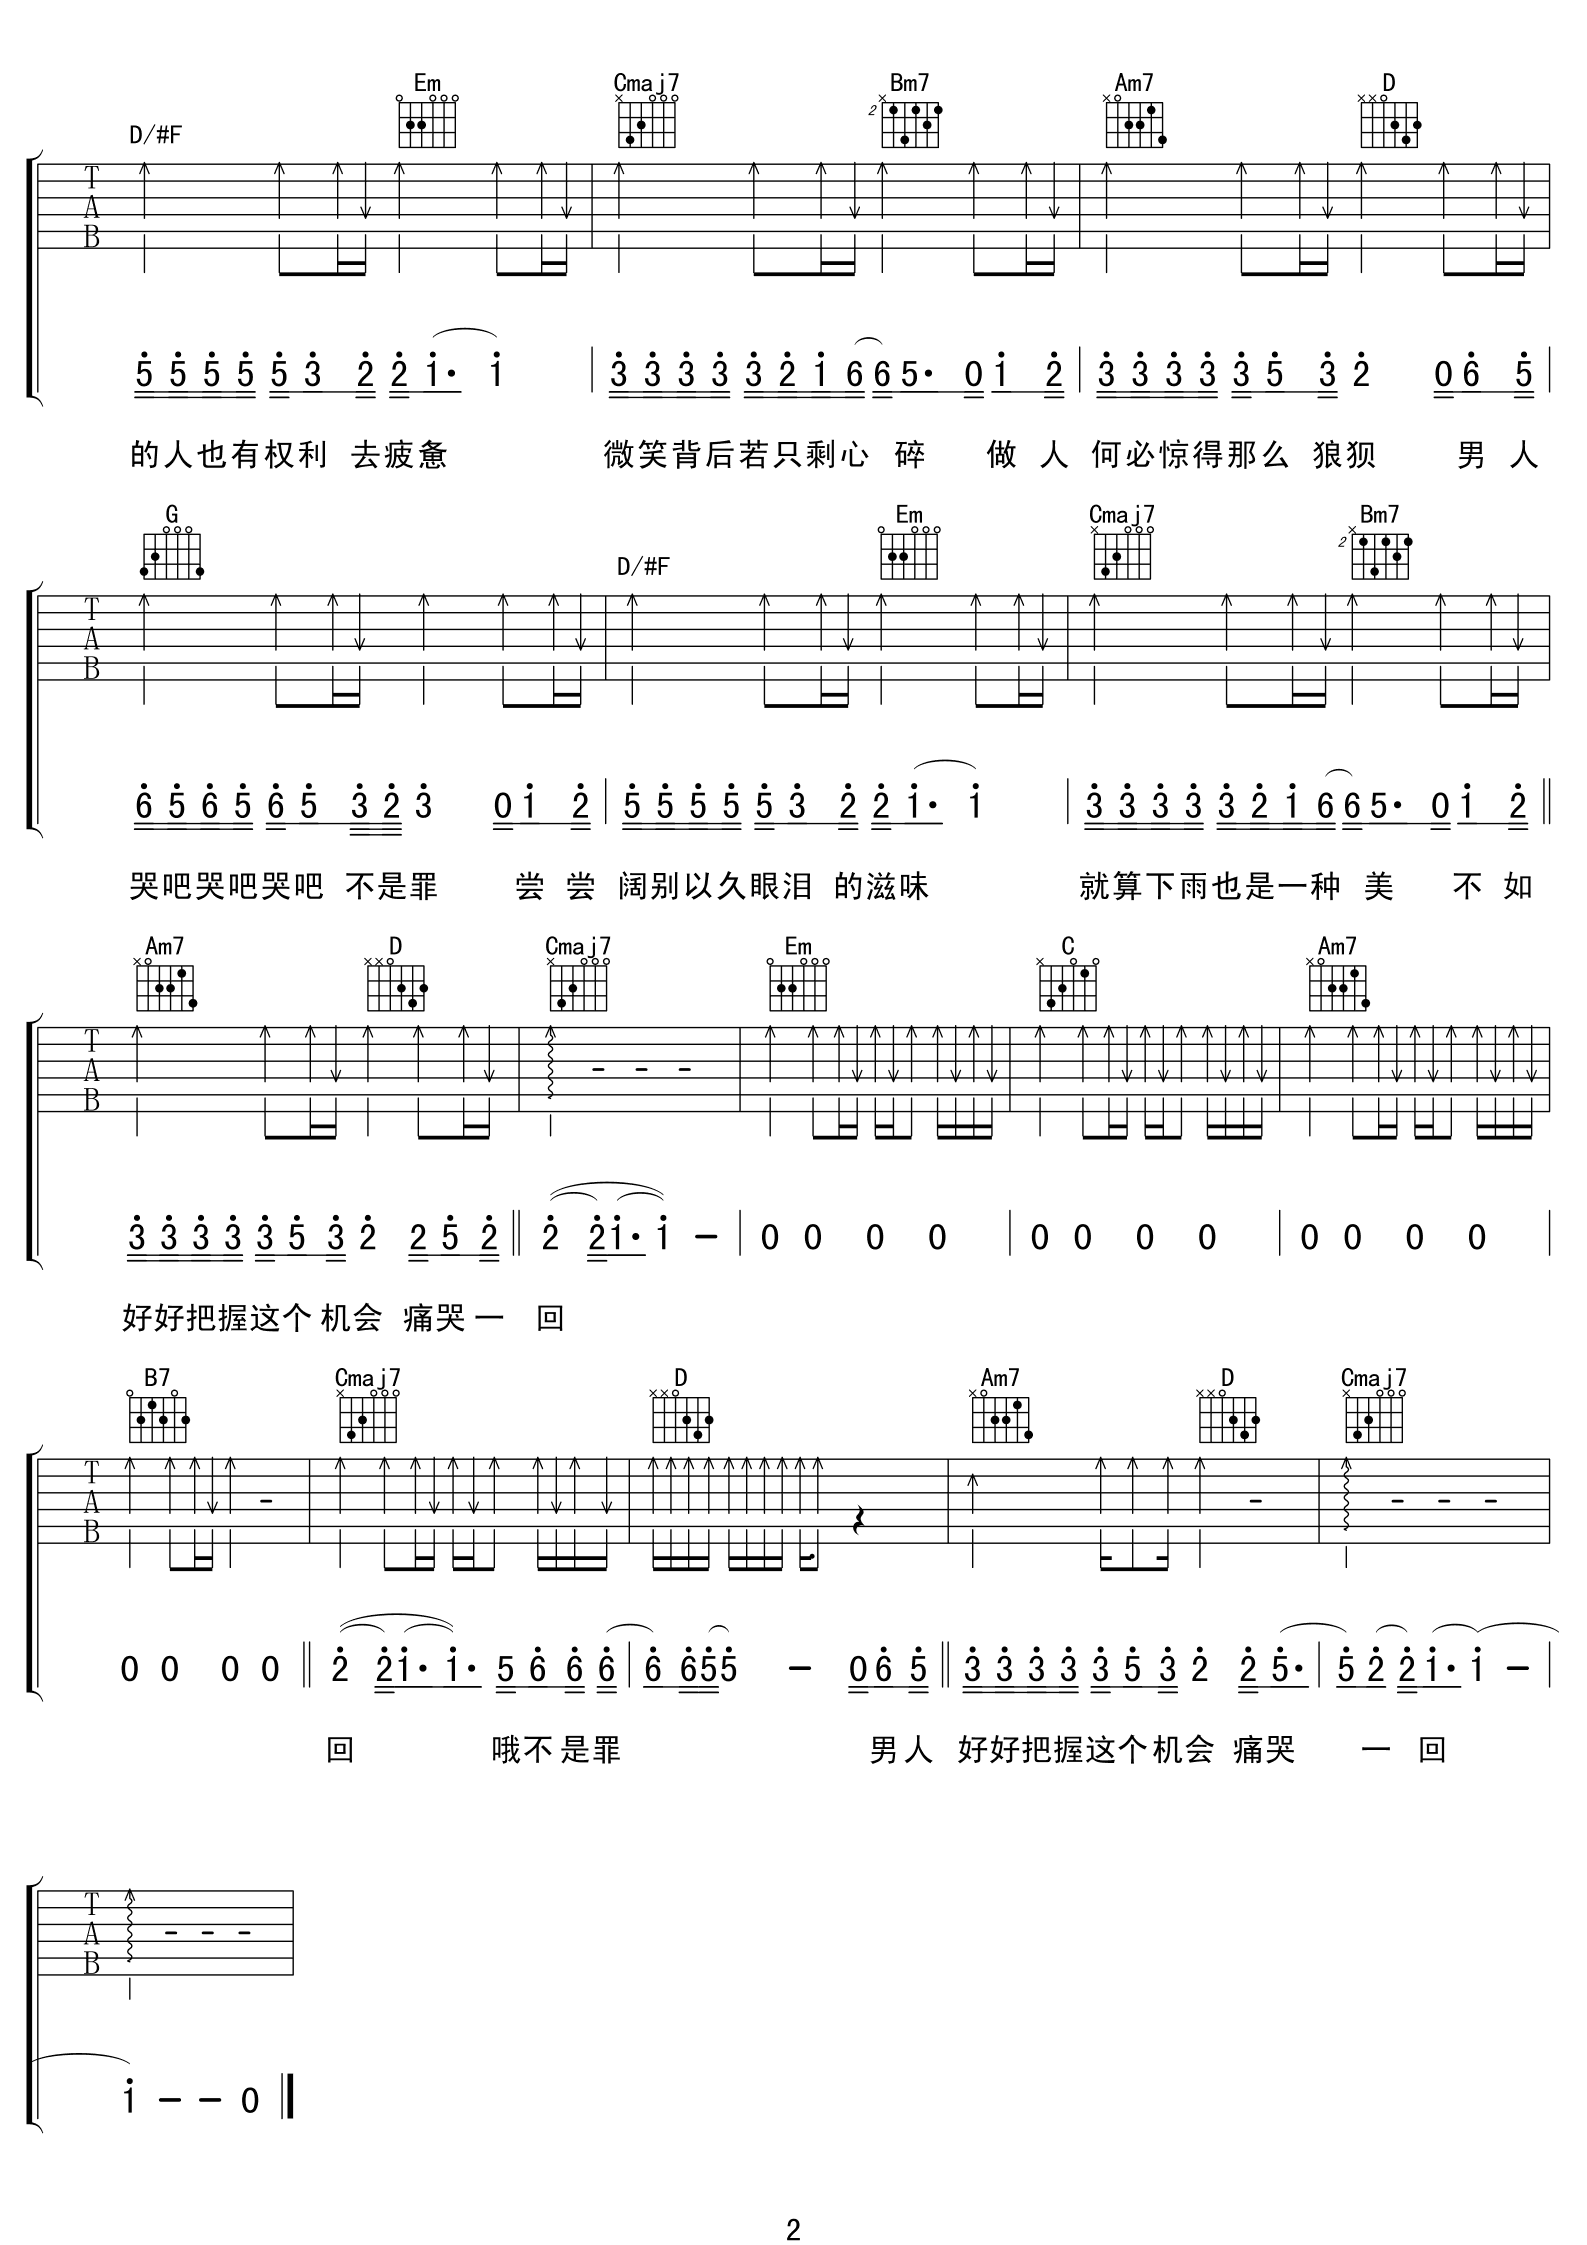 Em Cmaj7 Bm7 Am7 D
D/#F
2
T
A
B
5 5 5 5 5 3 2 2 1· 1 | 3 3 3 3 3 2 1 6 6 5· 0 1 2 | 3 3 3 3 3 5 3 2 0 6 5 |
的人也有权利 去疲惫 微笑背后若只剩心 碎 做 人 何必惊得那么 狼狈 男 人
G Em Cmaj7 Bm7
D/#F
2
T
A
B
6 5 6 5 6 5 3 2 3 0 1 2 | 5 5 5 5 5 3 2 2 1· 1 | 3 3 3 3 3 2 1 6 6 5· 0 1 2 ‖
哭吧哭吧哭吧 不是罪 尝 尝 阔别以久眼泪 的滋味 就算下雨也是一种 美 不 如
Am7 D Cmaj7 Em C Am7
T
A
B
3 3 3 3 3 5 3 2 2 5 2 ‖ 2 2 1· 1 - | 0 0 0 0 | 0 0 0 0 | 0 0 0 0 |
好好把握这个 机会 痛哭 一 回
B7 Cmaj7 D Am7 D Cmaj7
T
A
B
0 0 0 0 ‖ 2 2 1· 1· 5 6 6 6 | 6 6 5 5 - 0 6 5 ‖ 3 3 3 3 3 5 3 2 2 5· | 5 2 2 1· 1 - |
回 哦不 是罪 男人 好好把握这个 机会 痛哭 一 回
T
A
B
1 - - 0
2